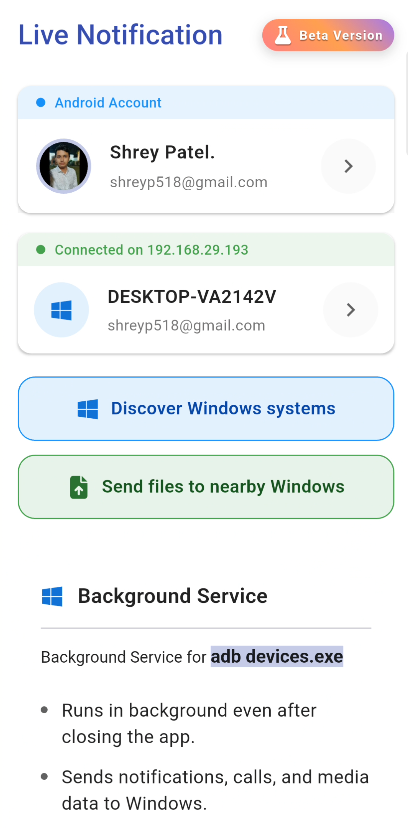 Live Notification
Beta Version
Android Account
Shrey Patel.
shreyp518@gmail.com
Connected on 192.168.29.193
DESKTOP-VA2142V
shreyp518@gmail.com
Discover Windows systems
Send files to nearby Windows
Background Service
Background Service for adb devices.exe
Runs in background even after
closing the app.
Sends notifications, calls, and media
data to Windows.